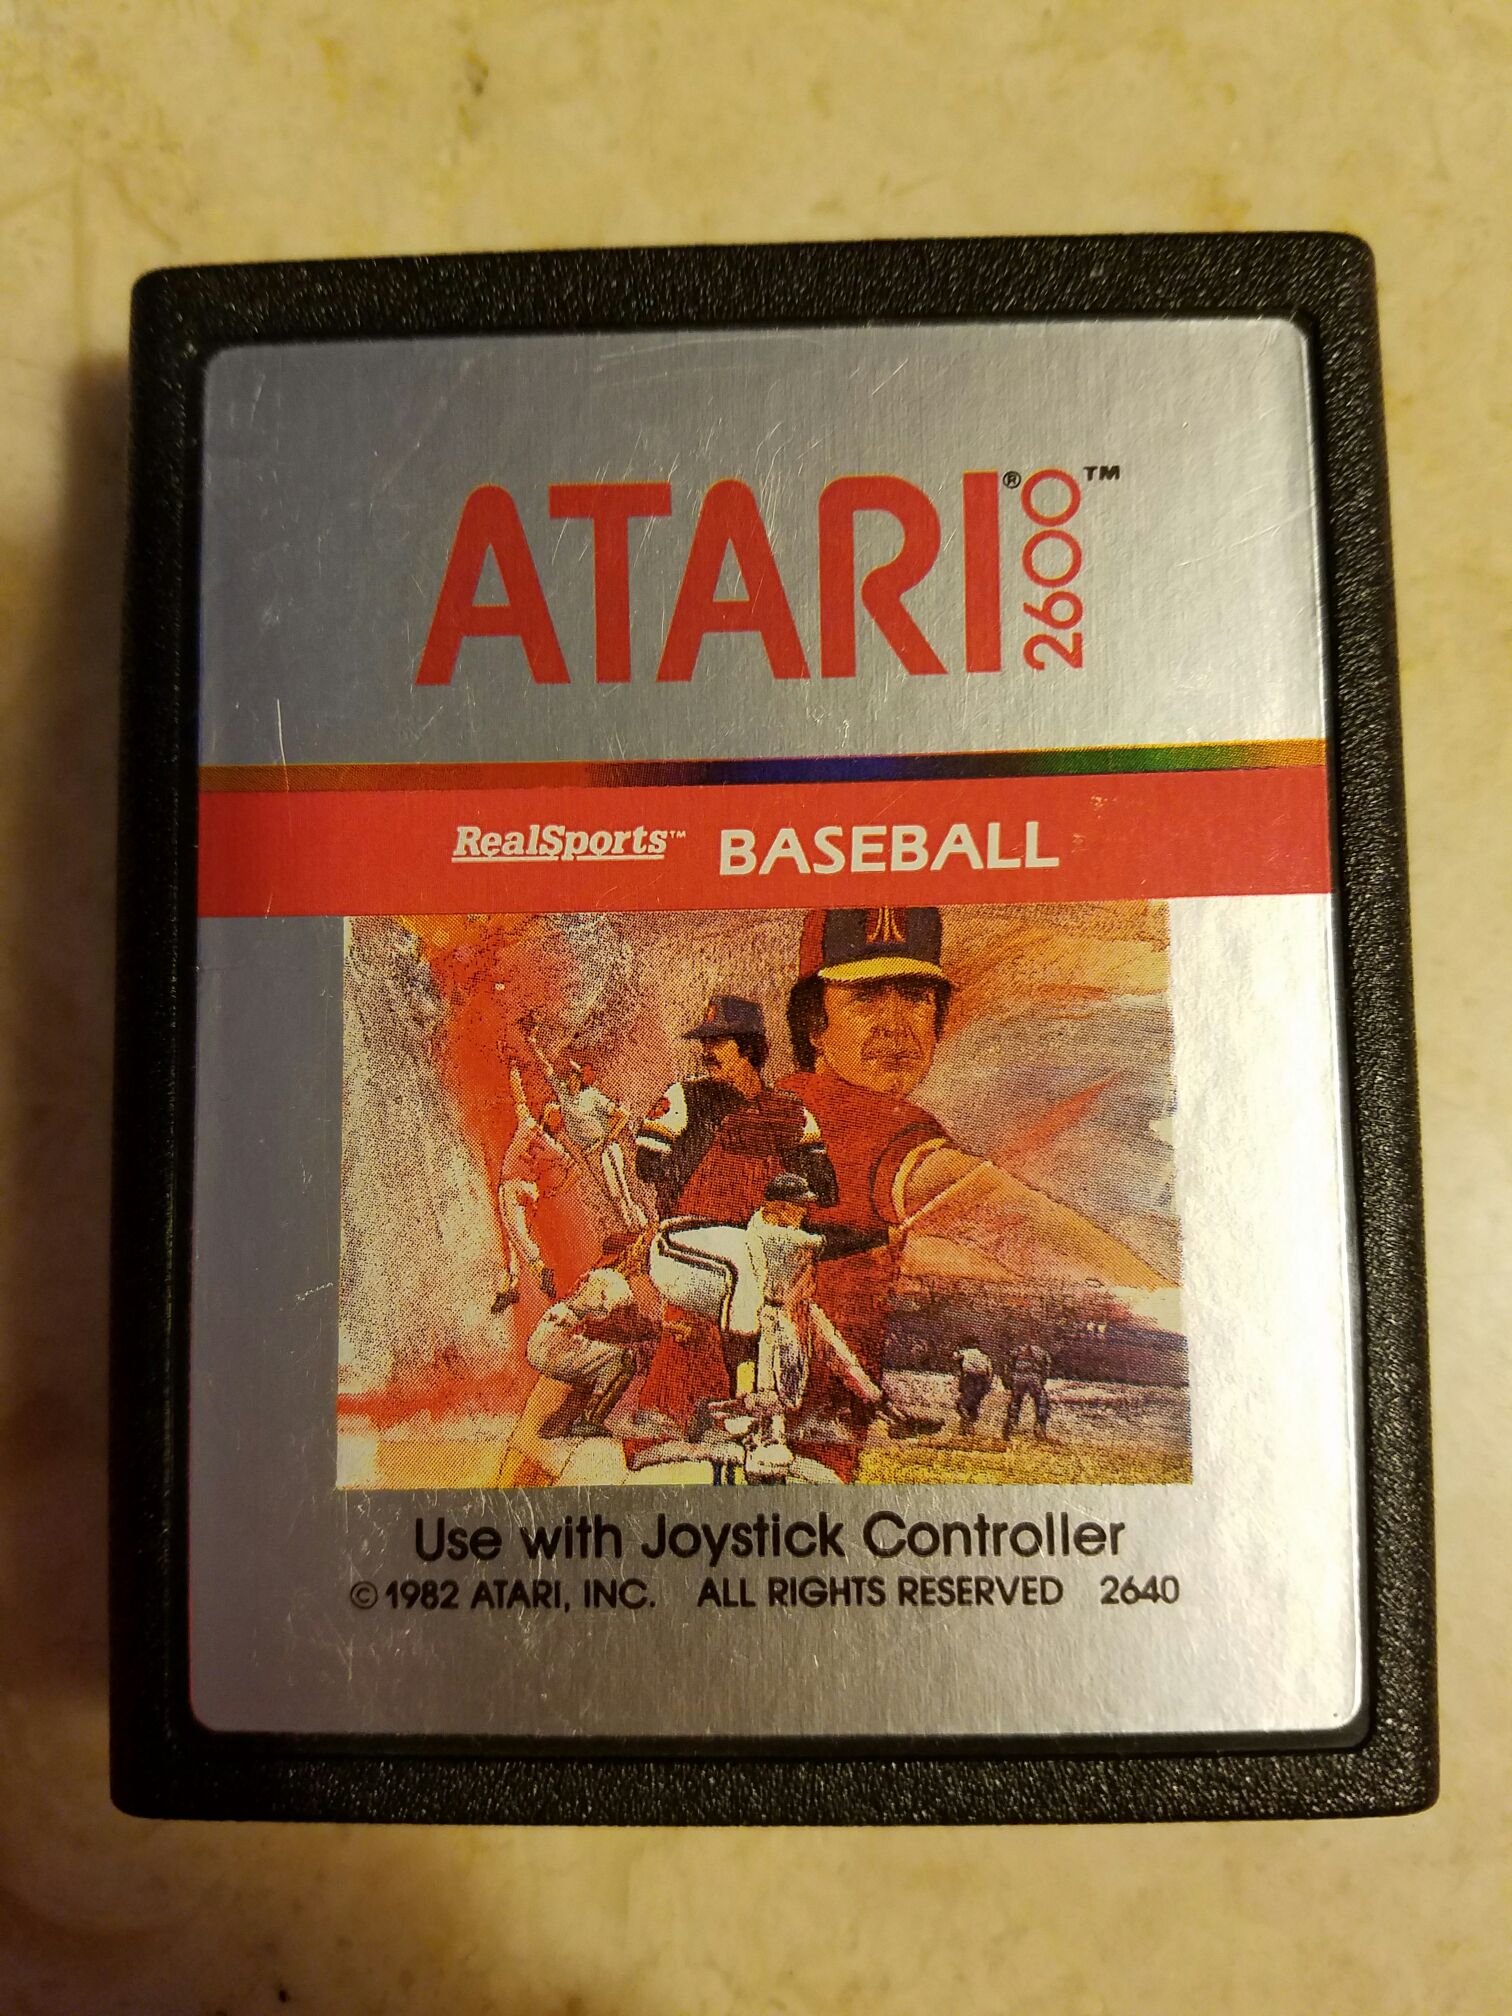 ATARI® 2600™
RealSports™ BASEBALL
Use with Joystick Controller
© 1982 ATARI, INC. ALL RIGHTS RESERVED 2640